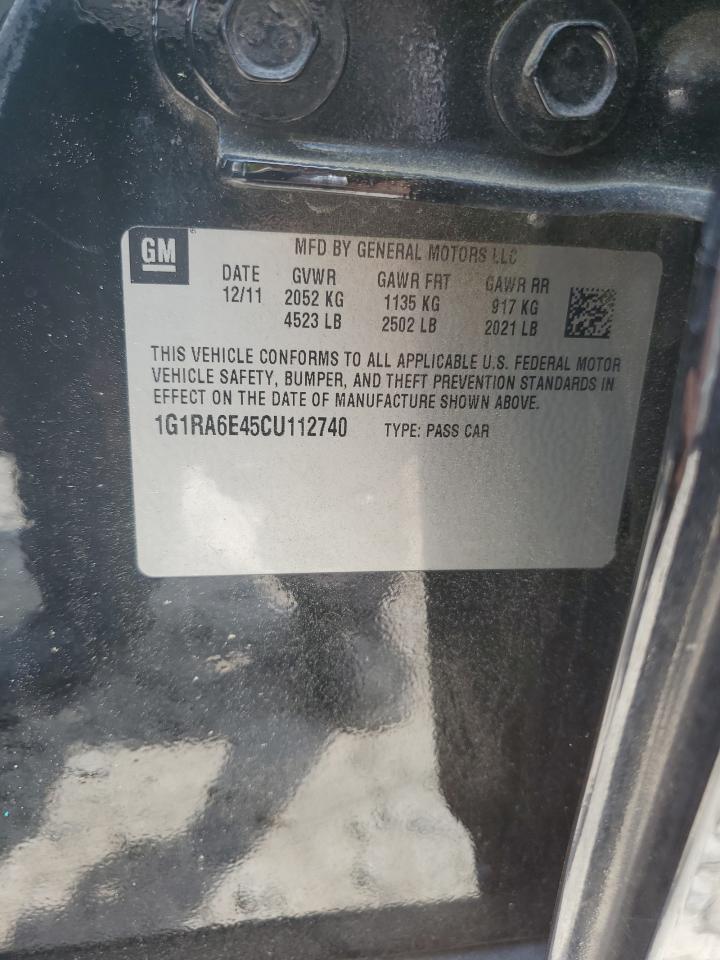 GM
MFD BY GENERAL MOTORS LLC
DATE GVWR GAWR FRT GAWR RR
12/11 2052 KG 1135 KG 917 KG
4523 LB 2502 LB 2021 LB
THIS VEHICLE CONFORMS TO ALL APPLICABLE U.S. FEDERAL MOTOR
VEHICLE SAFETY, BUMPER, AND THEFT PREVENTION STANDARDS IN
EFFECT ON THE DATE OF MANUFACTURE SHOWN ABOVE.
1G1RA6E45CU112740 TYPE: PASS CAR